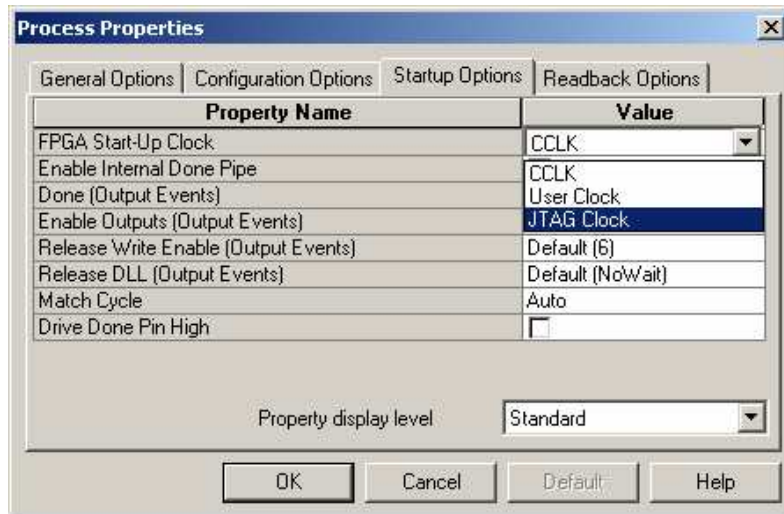 Process Properties
General Options Configuration Options Startup Options Readback Options
Property Name Value
FPGA Start-Up Clock CCLK
Enable Internal Done Pipe CCLK
Done (Output Events) User Clock
Enable Outputs (Output Events) JTAG Clock
Release Write Enable (Output Events) Default (6)
Release DLL (Output Events) Default (NoWait)
Match Cycle Auto
Drive Done Pin High
Property display level Standard
OK Cancel Default Help